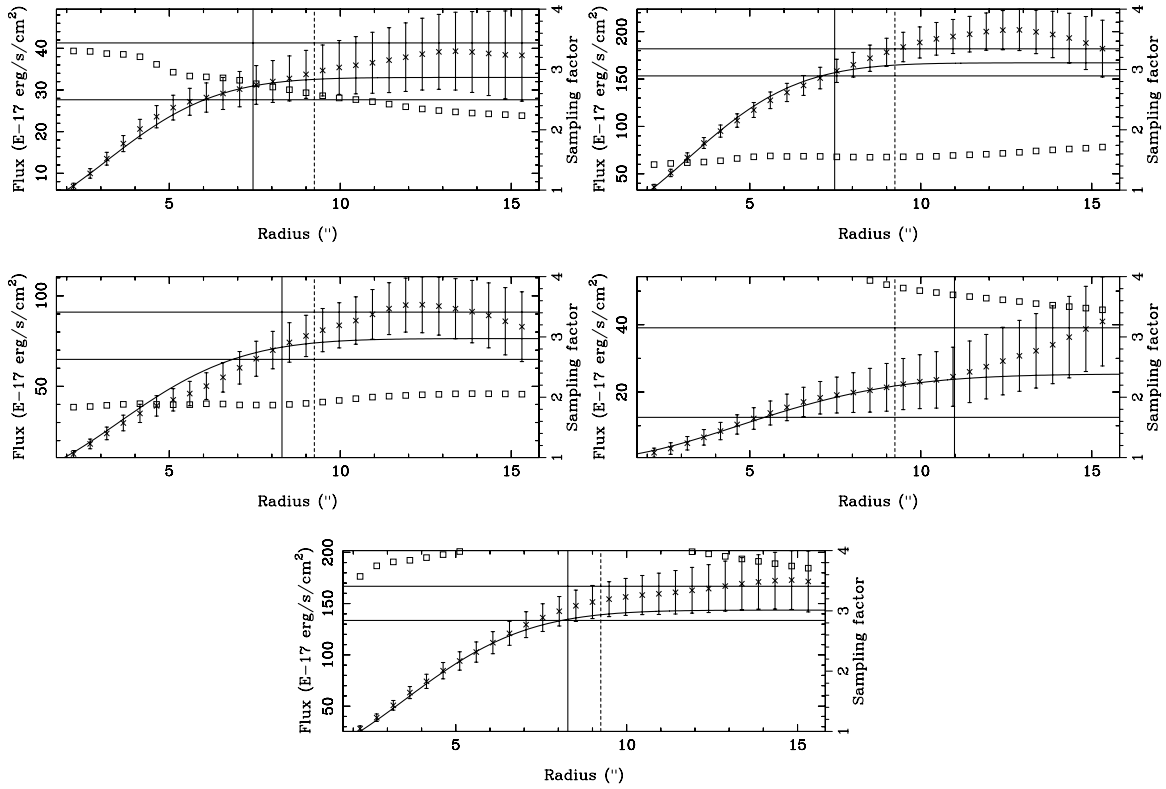 Flux (E−17 erg/s/cm²)
10 20 30 40
5 10 15
Radius (")
1 2 3 4
Sampling factor
Flux (E−17 erg/s/cm²)
50 100 150 200
5 10 15
Radius (")
1 2 3 4
Sampling factor
Flux (E−17 erg/s/cm²)
50 100
5 10 15
Radius (")
1 2 3 4
Sampling factor
Flux (E−17 erg/s/cm²)
20 40
5 10 15
Radius (")
1 2 3 4
Sampling factor
Flux (E−17 erg/s/cm²)
50 100 150 200
5 10 15
Radius (")
1 2 3 4
Sampling factor